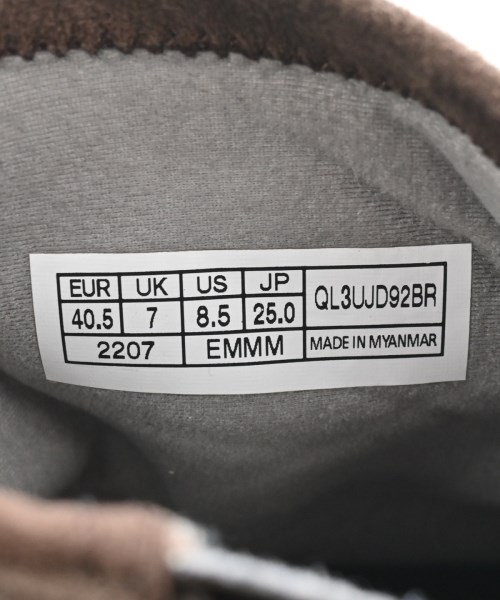 EUR UK US JP QL3UJD92BR
40.5 7 8.5 25.0
2207 EMMM MADE IN MYANMAR